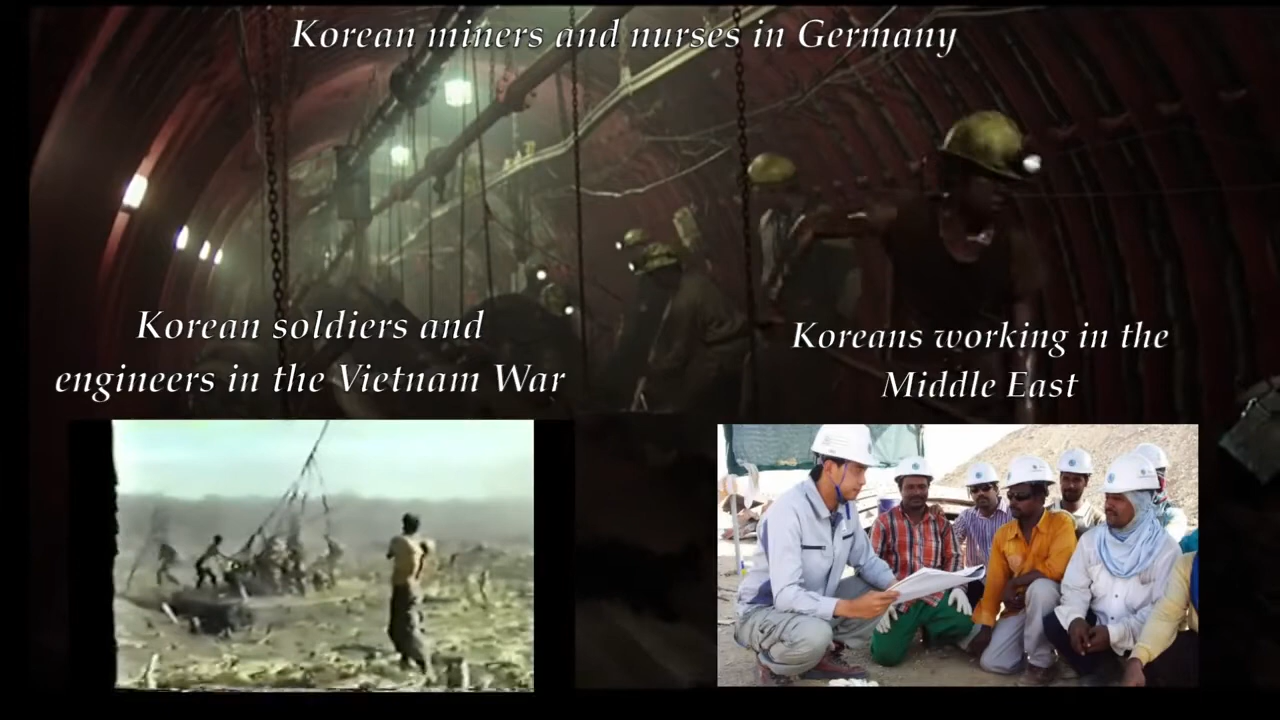 Korean miners and nurses in Germany
Korean soldiers and
engineers in the Vietnam War
Koreans working in the
Middle East